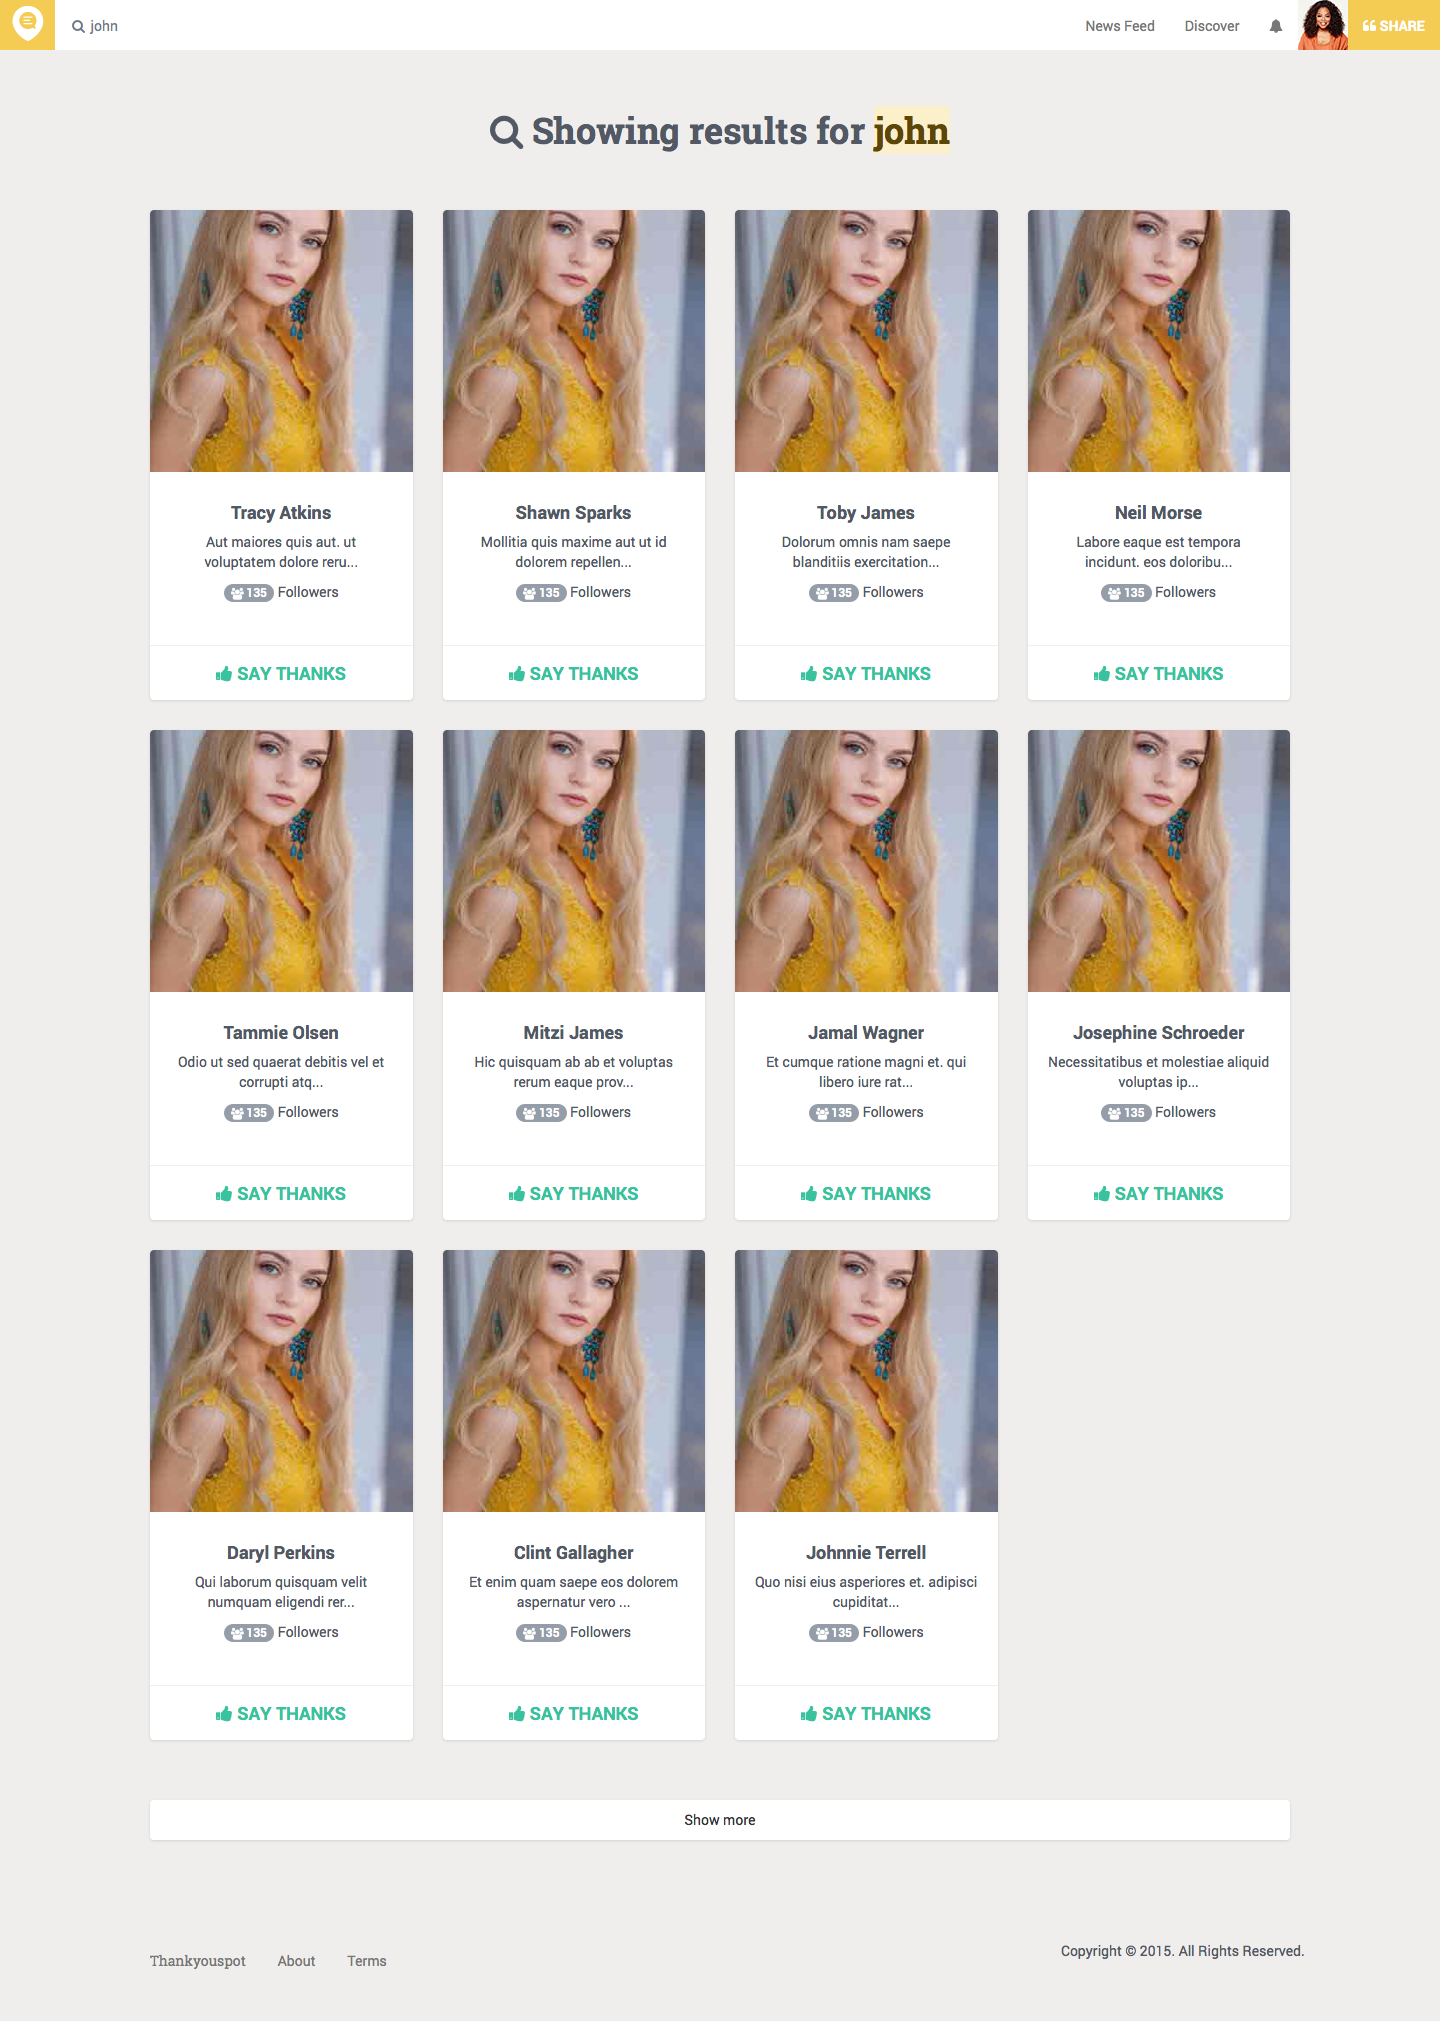 john
News Feed
Discover
SHARE
Showing results for john
Tracy Atkins
Aut maiores quis aut. ut
voluptatem dolore reru...
135 Followers
SAY THANKS
Shawn Sparks
Mollitia quis maxime aut ut id
dolorem repellen...
135 Followers
SAY THANKS
Toby James
Dolorum omnis nam saepe
blanditiis exercitation...
135 Followers
SAY THANKS
Neil Morse
Labore eaque est tempora
incidunt. eos doloribu...
135 Followers
SAY THANKS
Tammie Olsen
Odio ut sed quaerat debitis vel et
corrupti atq...
135 Followers
SAY THANKS
Mitzi James
Hic quisquam ab ab et voluptas
rerum eaque prov...
135 Followers
SAY THANKS
Jamal Wagner
Et cumque ratione magni et. qui
libero iure rat...
135 Followers
SAY THANKS
Josephine Schroeder
Necessitatibus et molestiae aliquid
voluptas ip...
135 Followers
SAY THANKS
Daryl Perkins
Qui laborum quisquam velit
numquam eligendi rer...
135 Followers
SAY THANKS
Clint Gallagher
Et enim quam saepe eos dolorem
aspernatur vero ...
135 Followers
SAY THANKS
Johnnie Terrell
Quo nisi eius asperiores et. adipisci
cupiditat...
135 Followers
SAY THANKS
Show more
Thankyouspot
About
Terms
Copyright © 2015. All Rights Reserved.